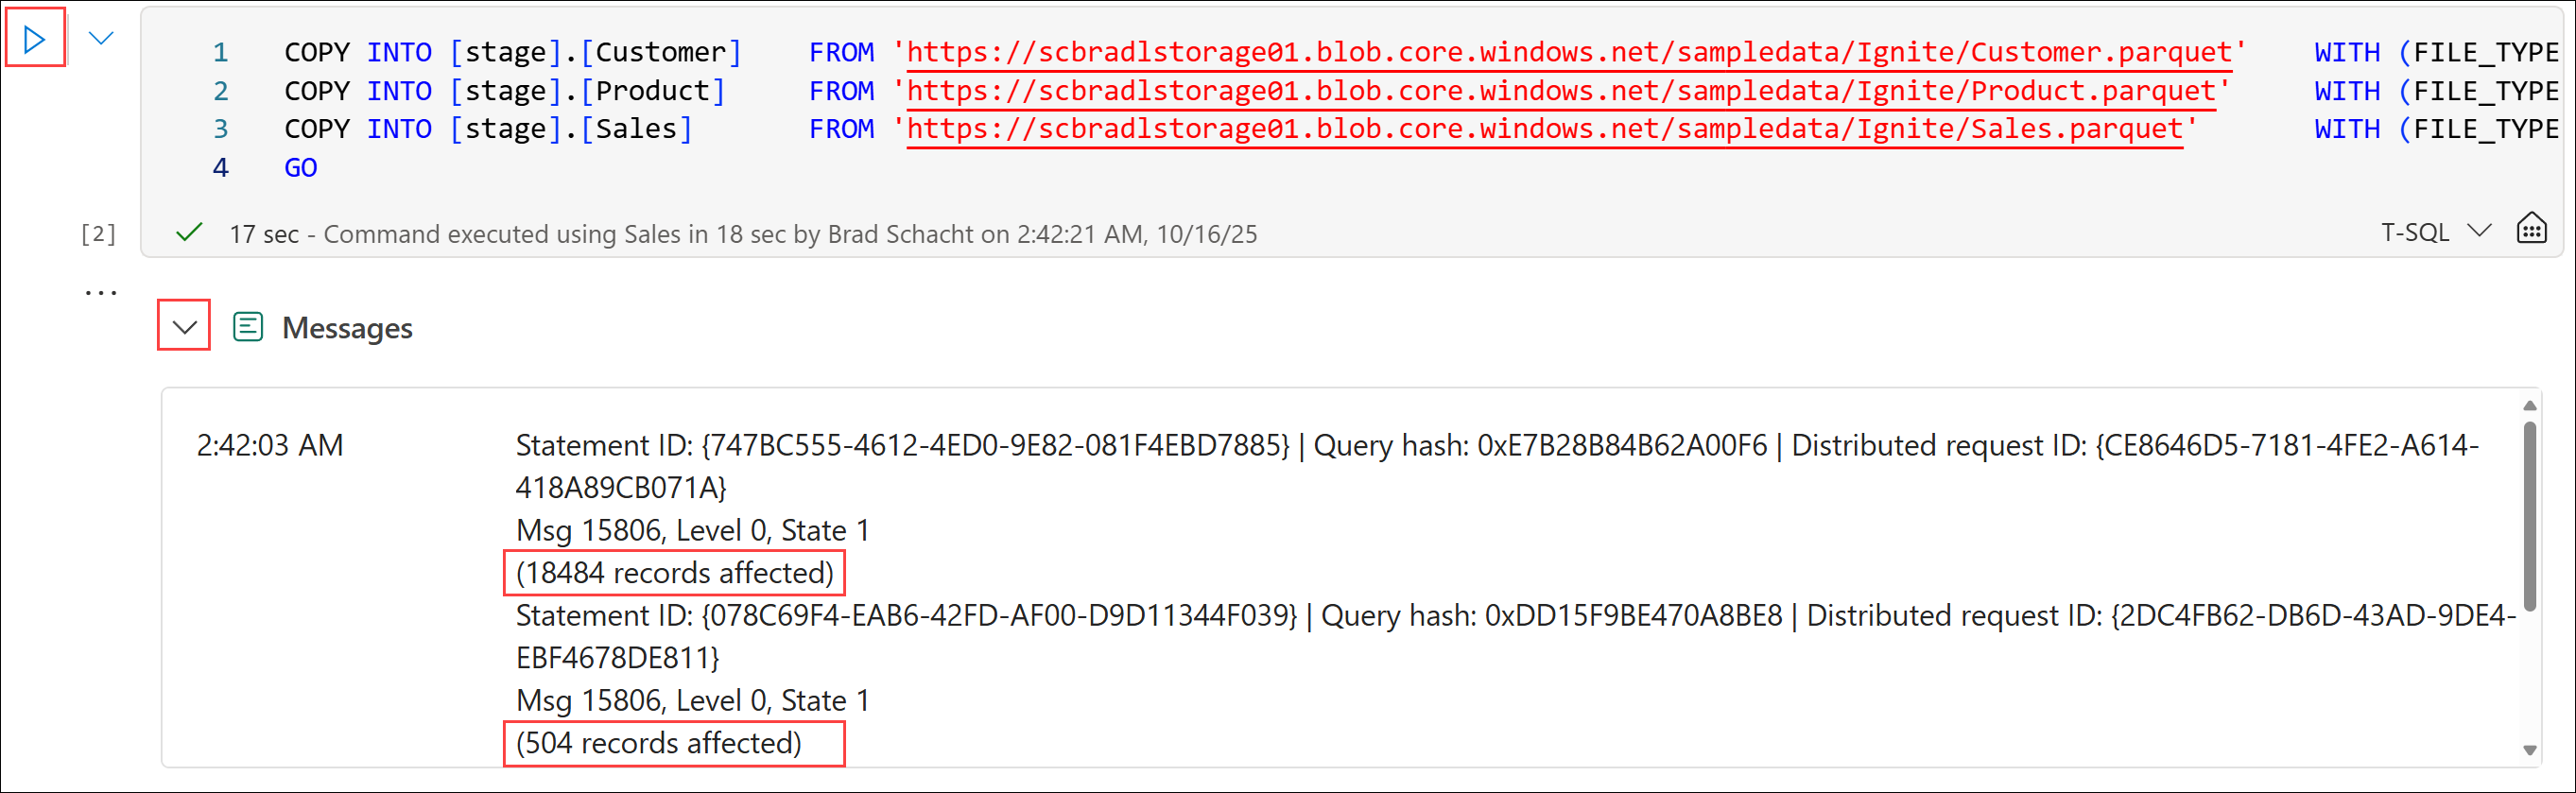 1 COPY INTO [stage].[Customer] FROM 'https://scbradlstorage01.blob.core.windows.net/sampledata/Ignite/Customer.parquet' WITH (FILE_TYPE
2 COPY INTO [stage].[Product] FROM 'https://scbradlstorage01.blob.core.windows.net/sampledata/Ignite/Product.parquet' WITH (FILE_TYPE
3 COPY INTO [stage].[Sales] FROM 'https://scbradlstorage01.blob.core.windows.net/sampledata/Ignite/Sales.parquet' WITH (FILE_TYPE
4 GO
[2] 17 sec - Command executed using Sales in 18 sec by Brad Schacht on 2:42:21 AM, 10/16/25 T-SQL
...
Messages
2:42:03 AM Statement ID: {747BC555-4612-4ED0-9E82-081F4EBD7885} | Query hash: 0xE7B28B84B62A00F6 | Distributed request ID: {CE8646D5-7181-4FE2-A614-
418A89CB071A}
Msg 15806, Level 0, State 1
(18484 records affected)
Statement ID: {078C69F4-EAB6-42FD-AF00-D9D11344F039} | Query hash: 0xDD15F9BE470A8BE8 | Distributed request ID: {2DC4FB62-DB6D-43AD-9DE4-
EBF4678DE811}
Msg 15806, Level 0, State 1
(504 records affected)